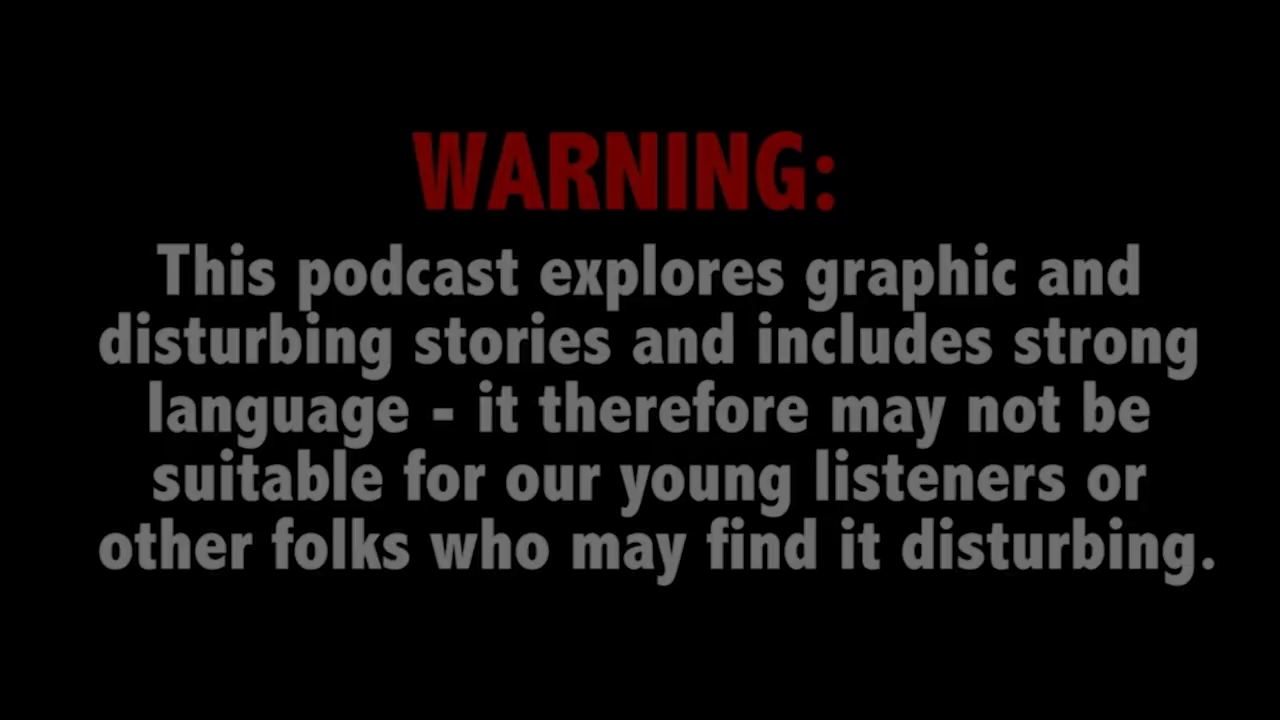 WARNING:
This podcast explores graphic and
disturbing stories and includes strong
language - it therefore may not be
suitable for our young listeners or
other folks who may find it disturbing.